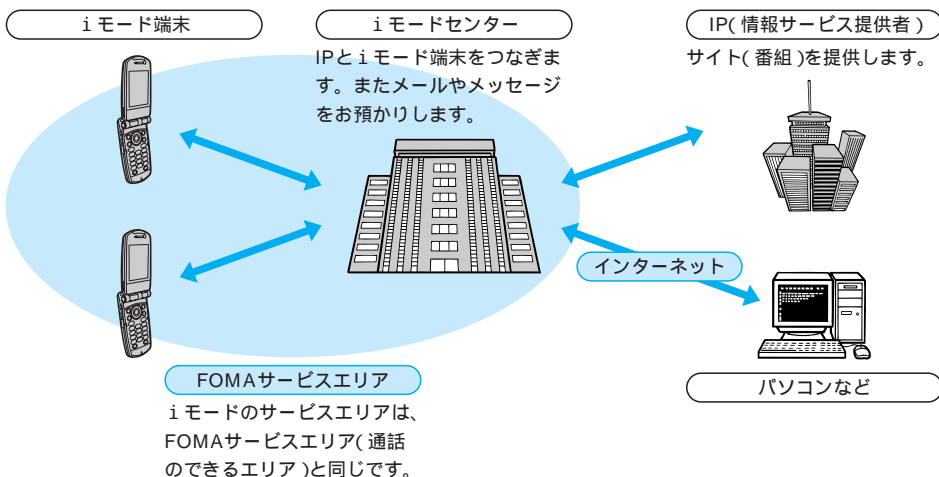 iモード端末
iモードセンター
IPとiモード端末をつなぎま
す。またメールやメッセージ
をお預かりします。
IP(情報サービス提供者)
サイト(番組)を提供します。
インターネット
パソコンなど
FOMAサービスエリア
iモードのサービスエリアは、
FOMAサービスエリア(通話
のできるエリア)と同じです。